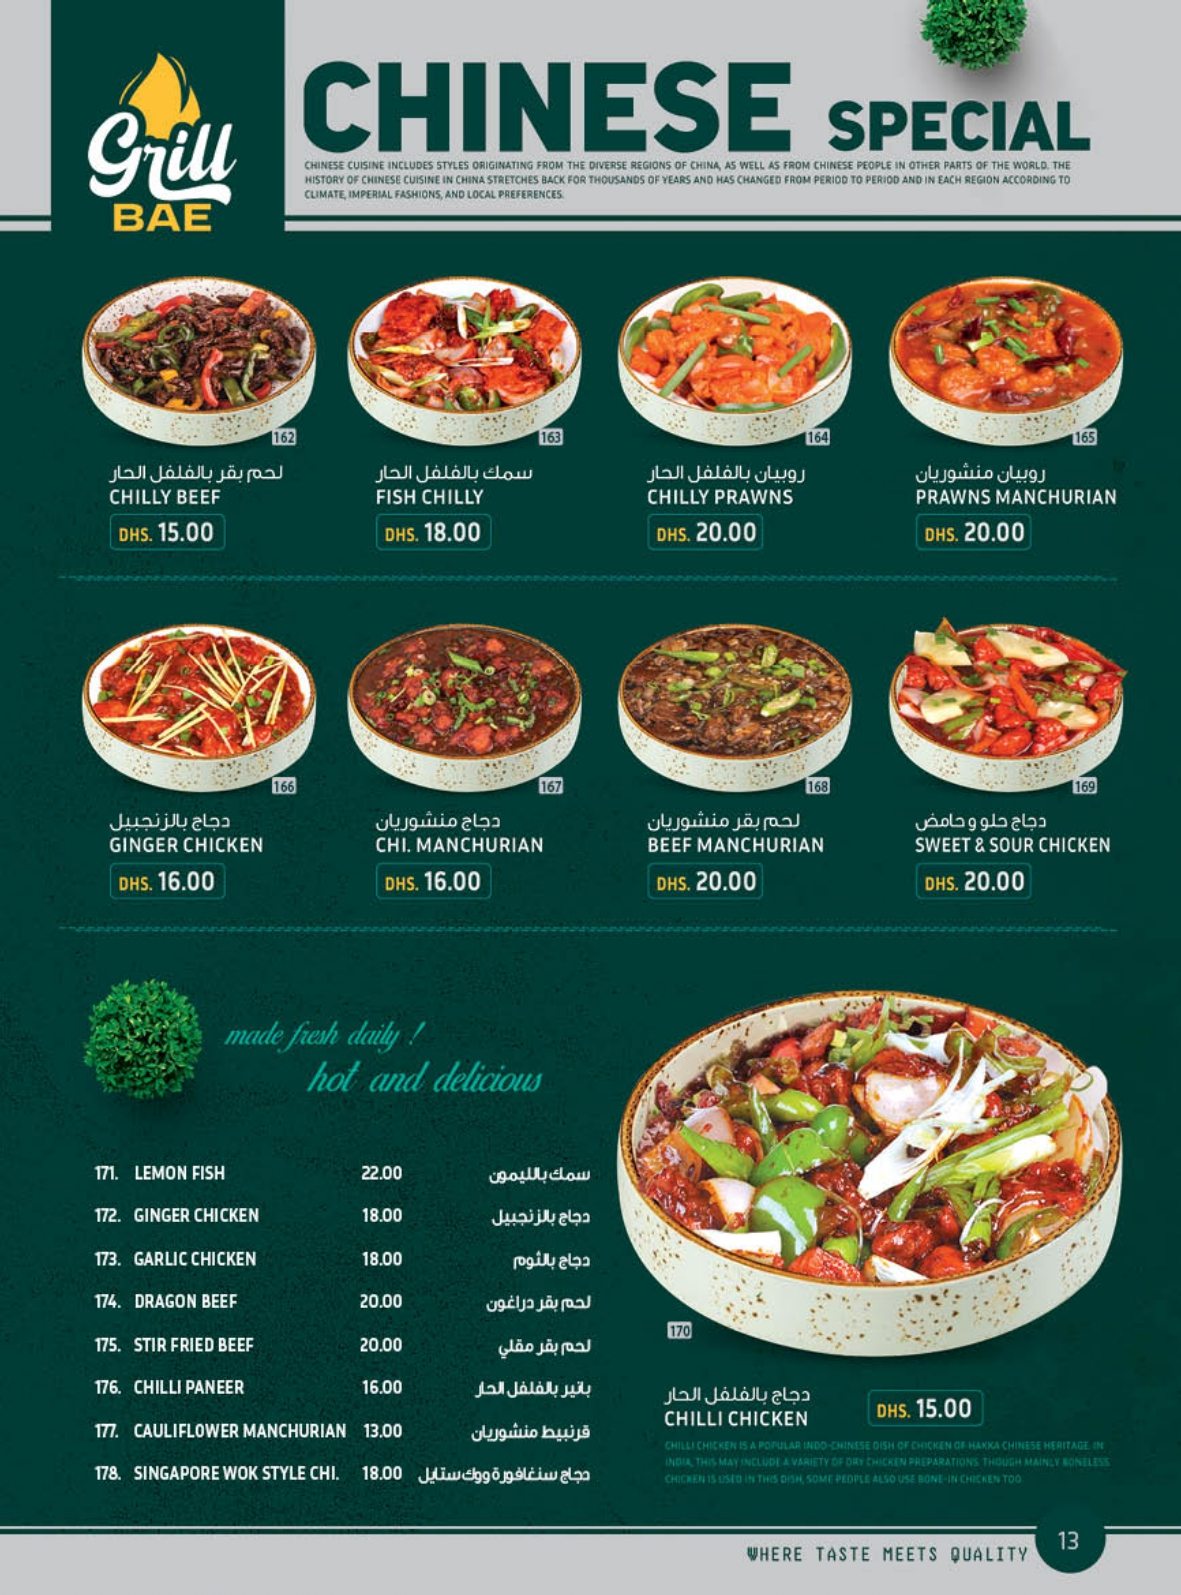 Grill
BAE
CHINESE SPECIAL
CHINESE CUISINE INCLUDES STYLES ORIGINATING FROM THE DIVERSE REGIONS OF CHINA, AS WELL AS FROM CHINESE PEOPLE IN OTHER PARTS OF THE WORLD. THE
HISTORY OF CHINESE CUISINE IN CHINA STRETCHES BACK FOR THOUSANDS OF YEARS AND HAS CHANGED FROM PERIOD TO PERIOD AND IN EACH REGION ACCORDING TO
CLIMATE, IMPERIAL FASHIONS, AND LOCAL PREFERENCES.
162
لحم بقر بالفلفل الحار
CHILLY BEEF
DHS. 15.00
163
سمك بالفلفل الحار
FISH CHILLY
DHS. 18.00
164
روبيان بالفلفل الحار
CHILLY PRAWNS
DHS. 20.00
165
روبيان منشوريان
PRAWNS MANCHURIAN
DHS. 20.00
166
دجاج بالزنجبيل
GINGER CHICKEN
DHS. 16.00
167
دجاج منشوريان
CHI. MANCHURIAN
DHS. 16.00
168
لحم بقر منشوريان
BEEF MANCHURIAN
DHS. 20.00
169
دجاج حلو و حامض
SWEET & SOUR CHICKEN
DHS. 20.00
made fresh daily !
hot and delicious
171. LEMON FISH 22.00 سمك بالليمون
172. GINGER CHICKEN 18.00 دجاج بالزنجبيل
173. GARLIC CHICKEN 18.00 دجاج بالثوم
174. DRAGON BEEF 20.00 لحم بقر دراغون
175. STIR FRIED BEEF 20.00 لحم بقر مقلي
176. CHILLI PANEER 16.00 بانير بالفلفل الحار
177. CAULIFLOWER MANCHURIAN 13.00 قرنبيط منشوريان
178. SINGAPORE WOK STYLE CHI. 18.00 دجاج سنغافورة ووك ستايل
170
دجاج بالفلفل الحار
CHILLI CHICKEN
DHS. 15.00
CHILLI CHICKEN IS A POPULAR INDO-CHINESE DISH OF CHICKEN OF HAKKA CHINESE HERITAGE. IN
INDIA, THIS MAY INCLUDE A VARIETY OF DRY CHICKEN PREPARATIONS. THOUGH MAINLY BONELESS
CHICKEN IS USED IN THIS DISH, SOME PEOPLE ALSO USE BONE-IN CHICKEN TOO.
WHERE TASTE MEETS QUALITY
13